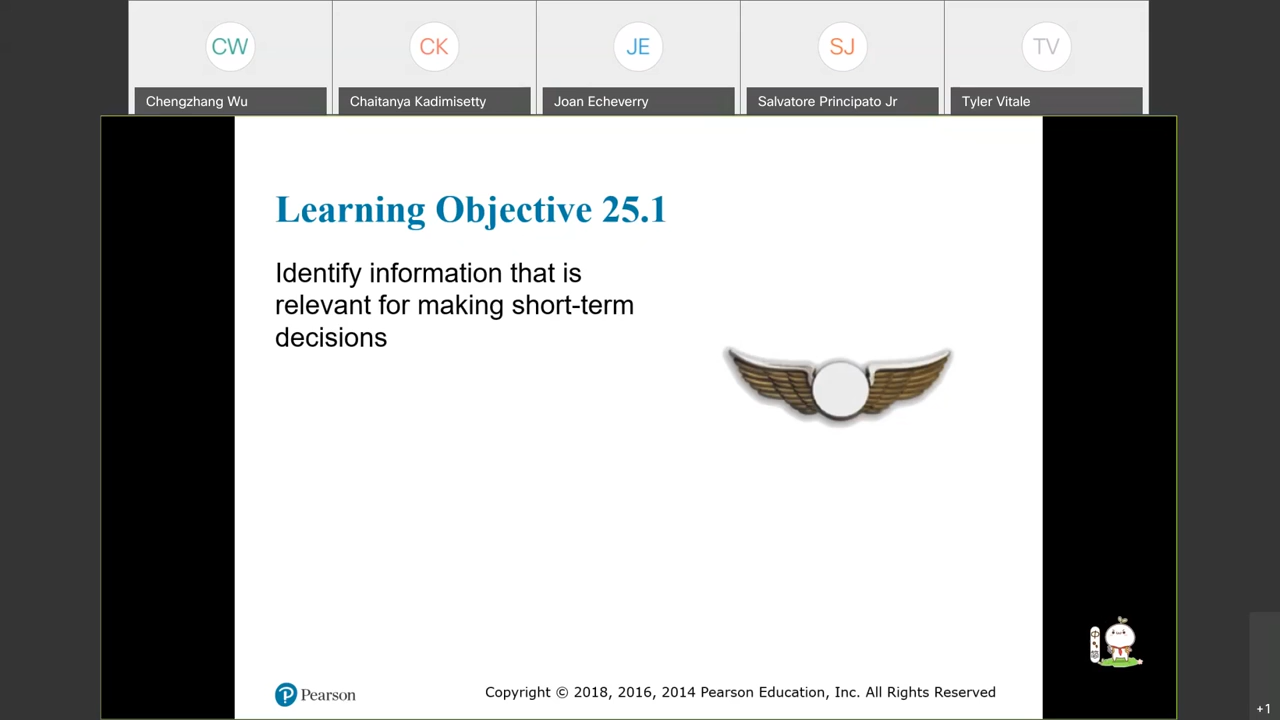 CW
CK
JE
SJ
TV
Chengzhang Wu
Chaitanya Kadimisetty
Joan Echeverry
Salvatore Principato Jr
Tyler Vitale
Learning Objective 25.1
Identify information that is
relevant for making short-term
decisions
Pearson
Copyright © 2018, 2016, 2014 Pearson Education, Inc. All Rights Reserved
+1